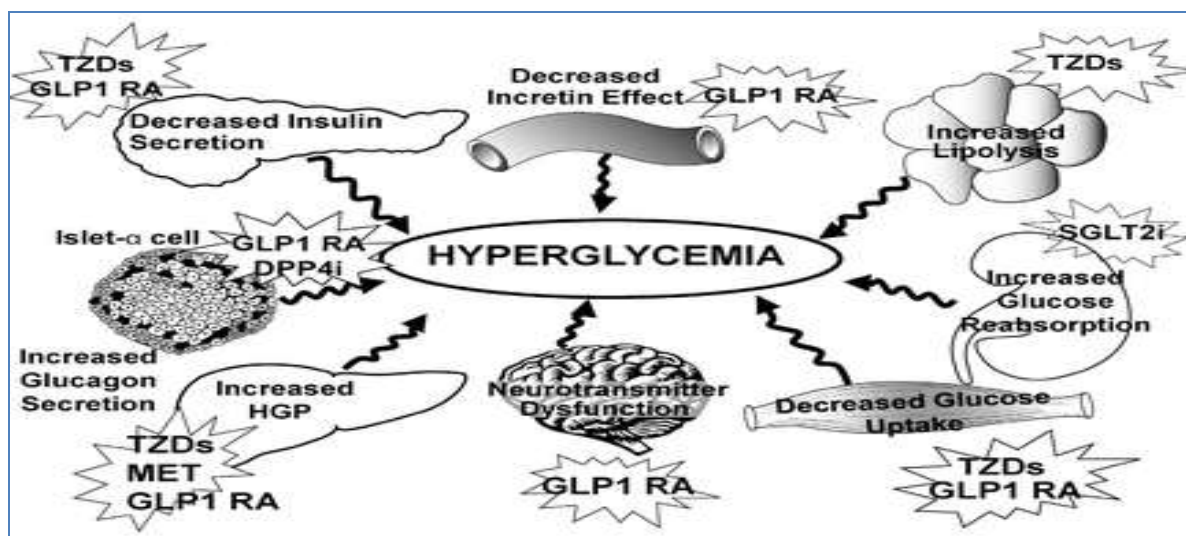 TZDs
GLP1 RA
Decreased Insulin
Secretion
Decreased
Incretin Effect
GLP1 RA
TZDs
Increased
Lipolysis
Islet-α cell
GLP1 RA
DPP4i
HYPERGLYCEMIA
SGLT2i
Increased
Glucose
Reabsorption
Increased
Glucagon
Secretion
Increased
HGP
TZDs
MET
GLP1 RA
Neurotransmitter
Dysfunction
GLP1 RA
Decreased Glucose
Uptake
TZDs
GLP1 RA